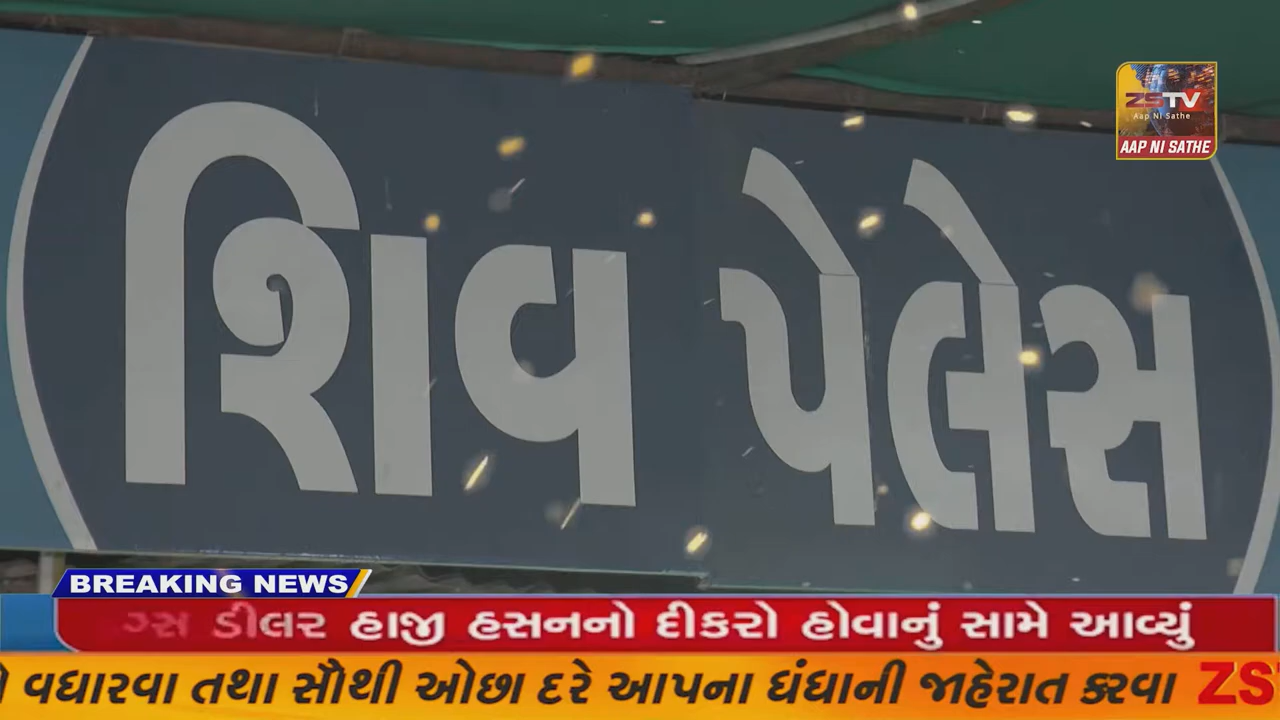 શિવ પેલેસ
ZSTV
Aap Ni Sathe
AAP NI SATHE
BREAKING NEWS
ડીલર હાજી હસનનો દીકરો હોવાનું સામે આવ્યું
વધારવા તથા સૌથી ઓછા દરે આપના ધંધાની જાહેરાત કરવા